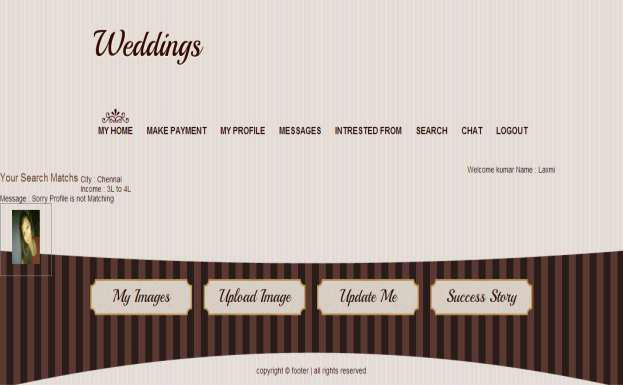 Weddings
MY HOME MAKE PAYMENT MY PROFILE MESSAGES INTRESTED FROM SEARCH CHAT LOGOUT
Welcome kumar Name : Laxmi
Your Search Matchs City : Chennai
Income : 3L to 4L
Message : Sorry Profile is not Matching
My Images Upload Image Update Me Success Story
copyright © footer | all rights reserved